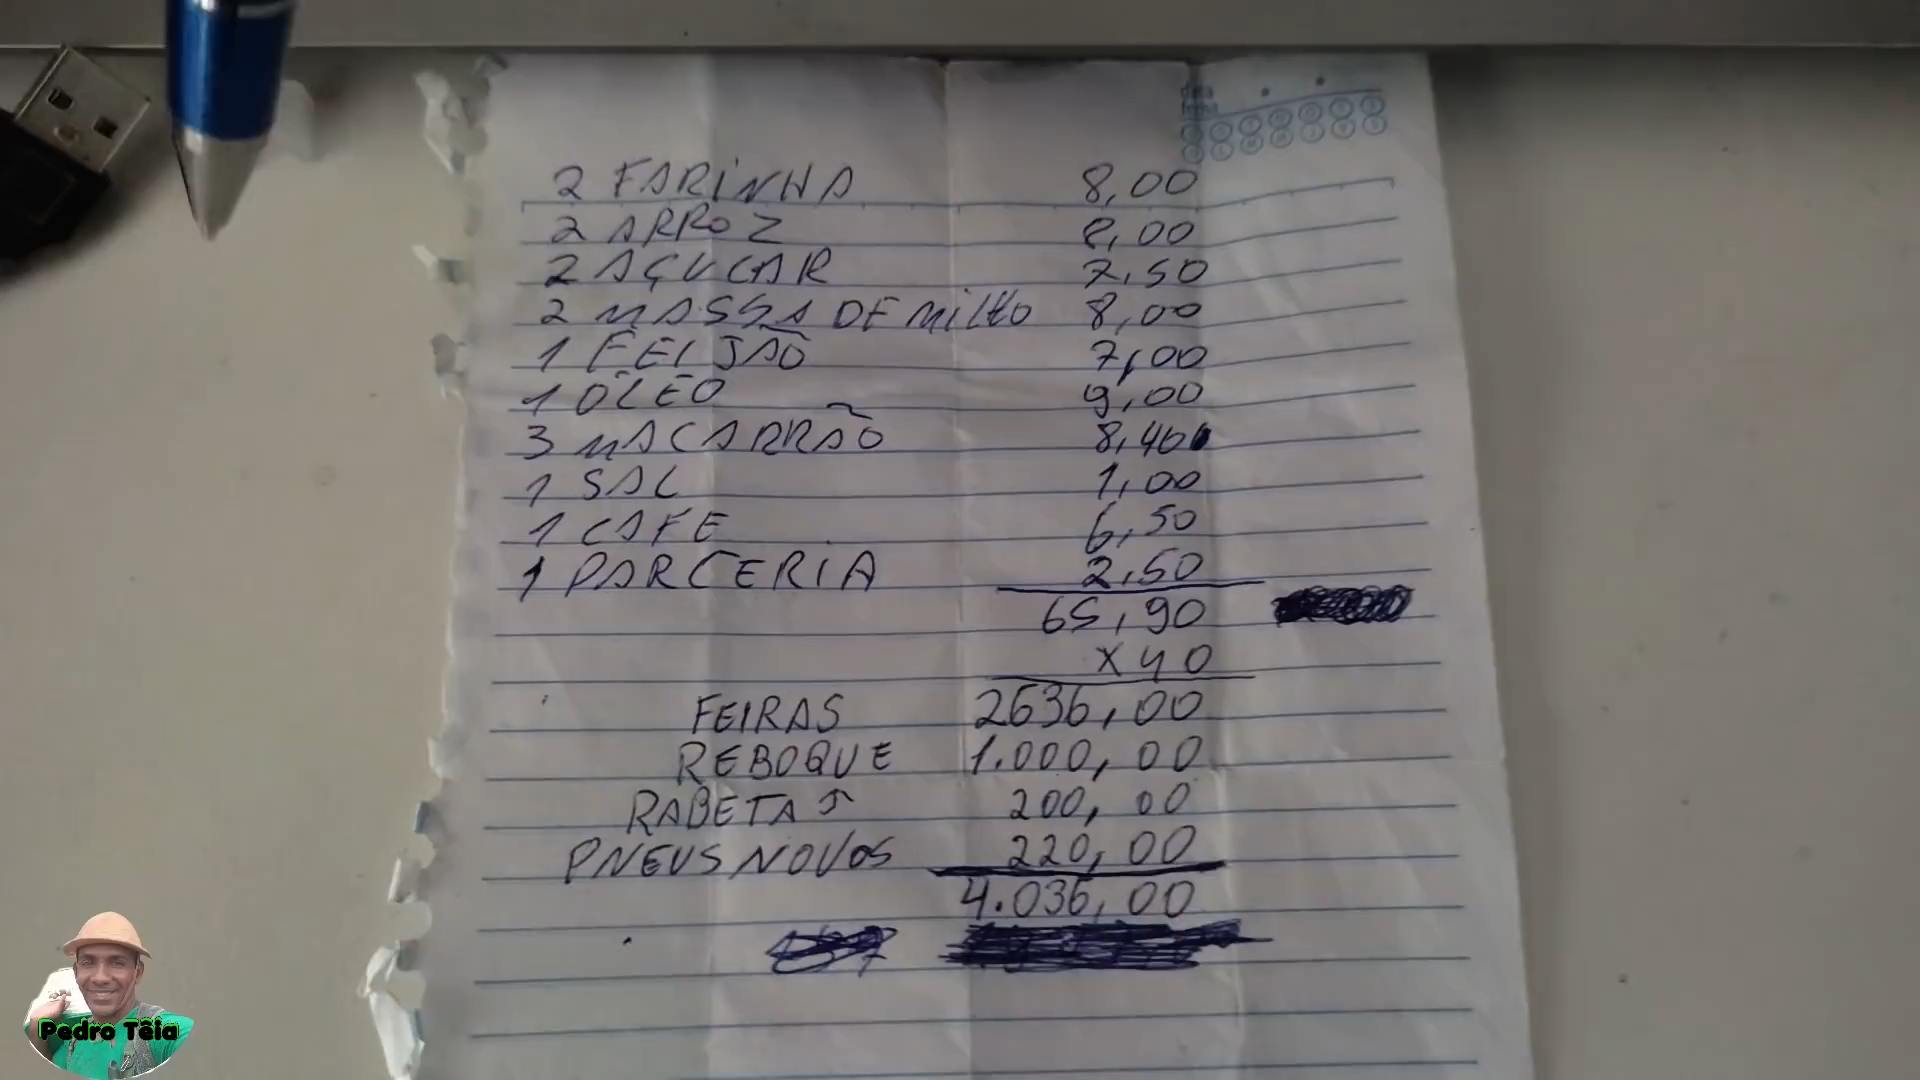 2 FARINHA 8,00
2 ARROZ 8,00
2 AÇUCAR 7,50
2 MASSA DE MILHO 8,00
1 FEIJÃO 7,00
1 ÓLEO 9,00
3 MACARRÃO 8,40
1 SAL 1,00
1 CAFE 6,50
1 PARCERIA 2,50
65,90
X40
FEIRAS 2636,00
REBOQUE 1.000,00
RABETA 200,00
PNEUS NOVOS 220,00
4.036,00
Pedro Têia